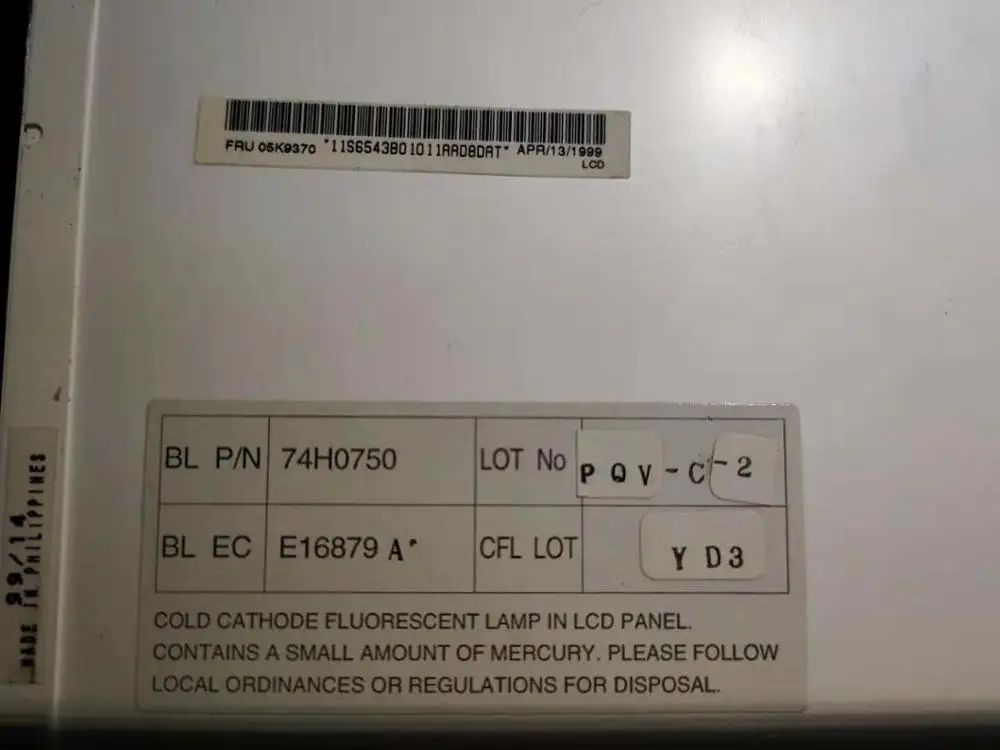 FRU 05K9370 *11S6543B01011AAD8DAT* APR/13/1999
LCD
BL P/N 74H0750 LOT No PQV-C-2
BL EC E16879 A CFL LOT YD3
COLD CATHODE FLUORESCENT LAMP IN LCD PANEL.
CONTAINS A SMALL AMOUNT OF MERCURY. PLEASE FOLLOW
LOCAL ORDINANCES OR REGULATIONS FOR DISPOSAL.
99/14
MADE IN PHILIPPINES